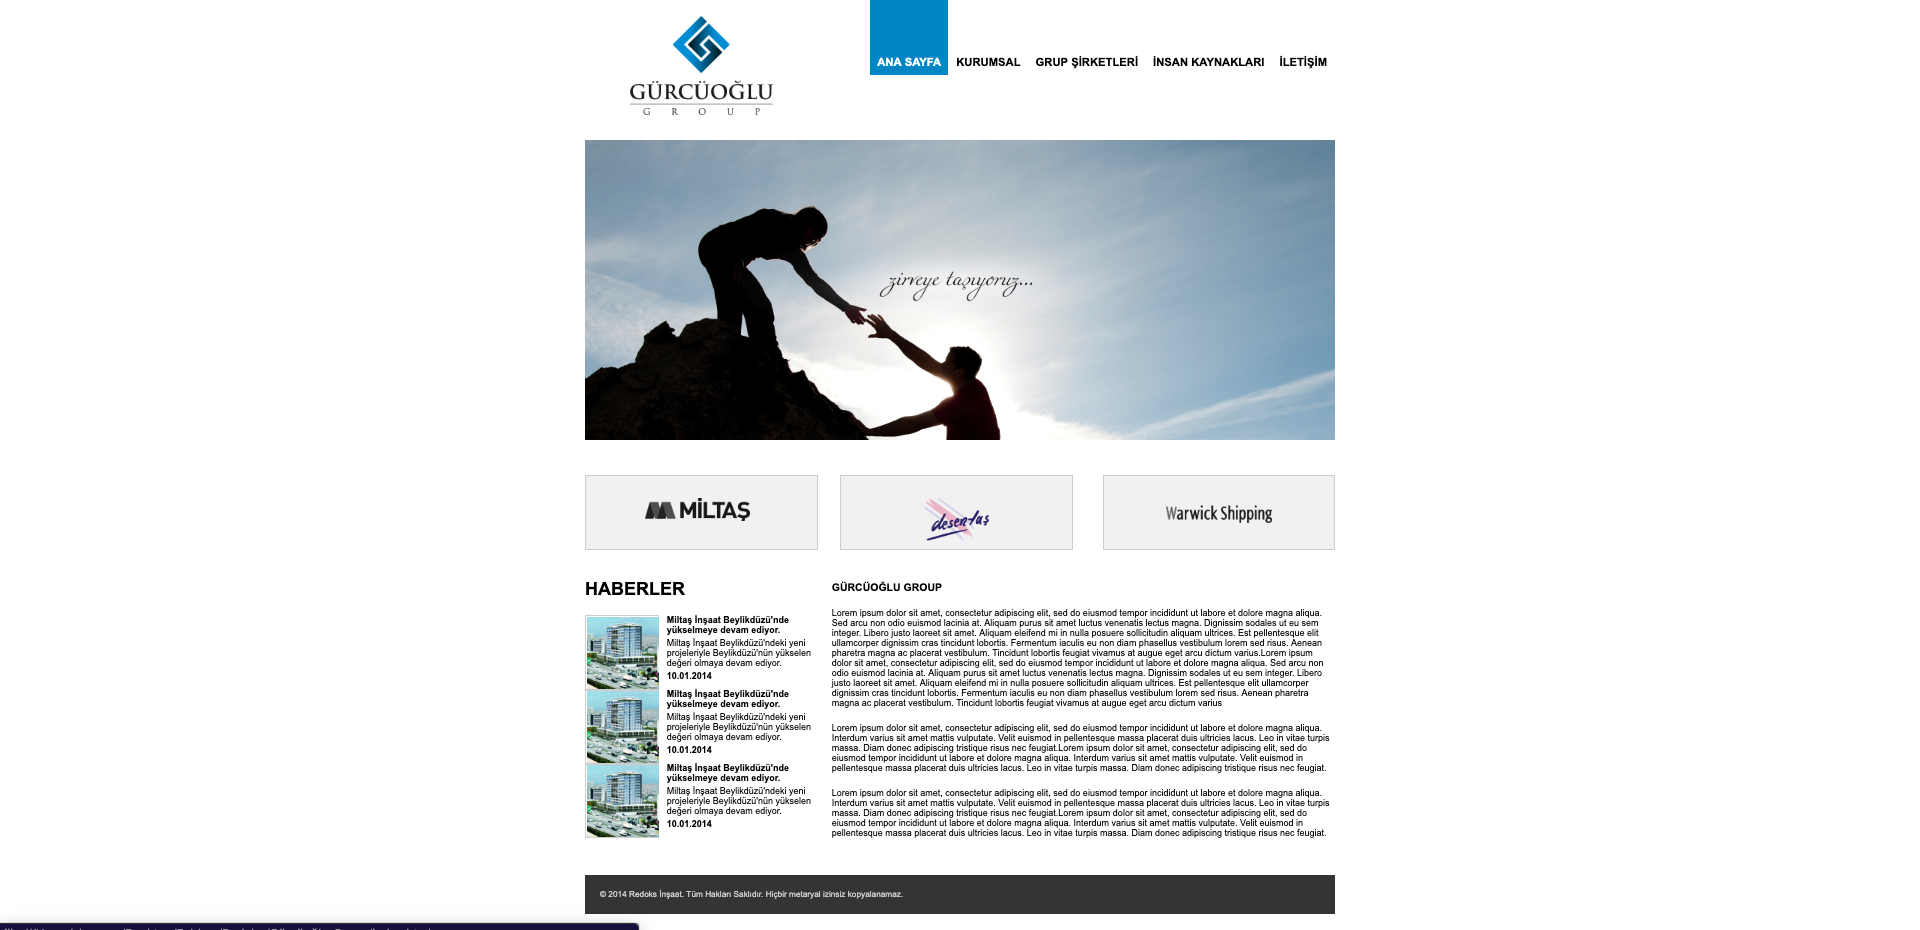 GÜRCÜOĞLU
GROUP
ANA SAYFA KURUMSAL GRUP ŞİRKETLERİ İNSAN KAYNAKLARI İLETİŞİM
zirveye taşıyoruz...
MİLTAŞ
desentaş
Warwick Shipping
HABERLER
Miltaş İnşaat Beylikdüzü'nde
yükselmeye devam ediyor.
Miltaş İnşaat Beylikdüzü'ndeki yeni
projeleriyle Beylikdüzü'nün yükselen
değeri olmaya devam ediyor.
10.01.2014
Miltaş İnşaat Beylikdüzü'nde
yükselmeye devam ediyor.
Miltaş İnşaat Beylikdüzü'ndeki yeni
projeleriyle Beylikdüzü'nün yükselen
değeri olmaya devam ediyor.
10.01.2014
Miltaş İnşaat Beylikdüzü'nde
yükselmeye devam ediyor.
Miltaş İnşaat Beylikdüzü'ndeki yeni
projeleriyle Beylikdüzü'nün yükselen
değeri olmaya devam ediyor.
10.01.2014
GÜRCÜOĞLU GROUP
Lorem ipsum dolor sit amet, consectetur adipiscing elit, sed do eiusmod tempor incididunt ut labore et dolore magna aliqua.
Sed arcu non odio euismod lacinia at. Aliquam purus sit amet luctus venenatis lectus magna. Dignissim sodales ut eu sem
integer. Libero justo laoreet sit amet. Aliquam eleifend mi in nulla posuere sollicitudin aliquam ultrices. Est pellentesque elit
ullamcorper dignissim cras tincidunt lobortis. Fermentum iaculis eu non diam phasellus vestibulum lorem sed risus. Aenean
pharetra magna ac placerat vestibulum. Tincidunt lobortis feugiat vivamus at augue eget arcu dictum varius.Lorem ipsum
dolor sit amet, consectetur adipiscing elit, sed do eiusmod tempor incididunt ut labore et dolore magna aliqua. Sed arcu non
odio euismod lacinia at. Aliquam purus sit amet luctus venenatis lectus magna. Dignissim sodales ut eu sem integer. Libero
justo laoreet sit amet. Aliquam eleifend mi in nulla posuere sollicitudin aliquam ultrices. Est pellentesque elit ullamcorper
dignissim cras tincidunt lobortis. Fermentum iaculis eu non diam phasellus vestibulum lorem sed risus. Aenean pharetra
magna ac placerat vestibulum. Tincidunt lobortis feugiat vivamus at augue eget arcu dictum varius
Lorem ipsum dolor sit amet, consectetur adipiscing elit, sed do eiusmod tempor incididunt ut labore et dolore magna aliqua.
Interdum varius sit amet mattis vulputate. Velit euismod in pellentesque massa placerat duis ultricies lacus. Leo in vitae turpis
massa. Diam donec adipiscing tristique risus nec feugiat.Lorem ipsum dolor sit amet, consectetur adipiscing elit, sed do
eiusmod tempor incididunt ut labore et dolore magna aliqua. Interdum varius sit amet mattis vulputate. Velit euismod in
pellentesque massa placerat duis ultricies lacus. Leo in vitae turpis massa. Diam donec adipiscing tristique risus nec feugiat.
Lorem ipsum dolor sit amet, consectetur adipiscing elit, sed do eiusmod tempor incididunt ut labore et dolore magna aliqua.
Interdum varius sit amet mattis vulputate. Velit euismod in pellentesque massa placerat duis ultricies lacus. Leo in vitae turpis
massa. Diam donec adipiscing tristique risus nec feugiat.Lorem ipsum dolor sit amet, consectetur adipiscing elit, sed do
eiusmod tempor incididunt ut labore et dolore magna aliqua. Interdum varius sit amet mattis vulputate. Velit euismod in
pellentesque massa placerat duis ultricies lacus. Leo in vitae turpis massa. Diam donec adipiscing tristique risus nec feugiat.
© 2014 Redoks İnşaat. Tüm Hakları Saklıdır. Hiçbir metaryal izinsiz kopyalanamaz.